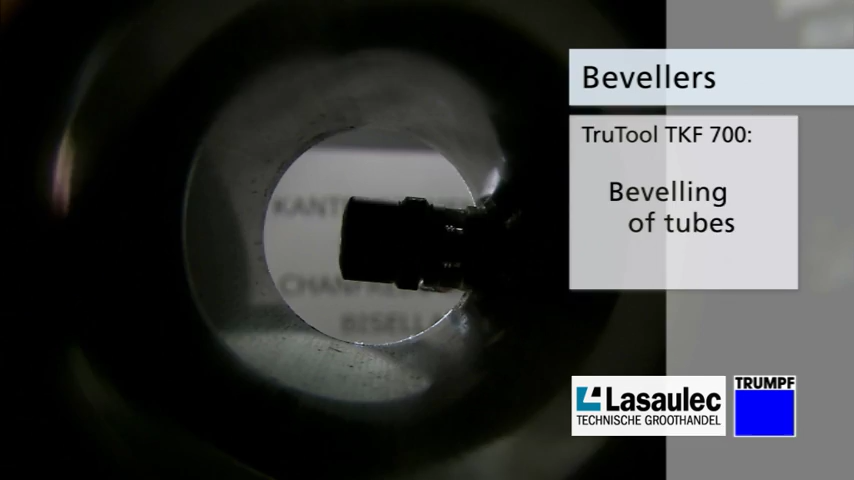 Bevellers
TruTool TKF 700:
Bevelling
of tubes
Lasaulec
TECHNISCHE GROOTHANDEL
TRUMPF